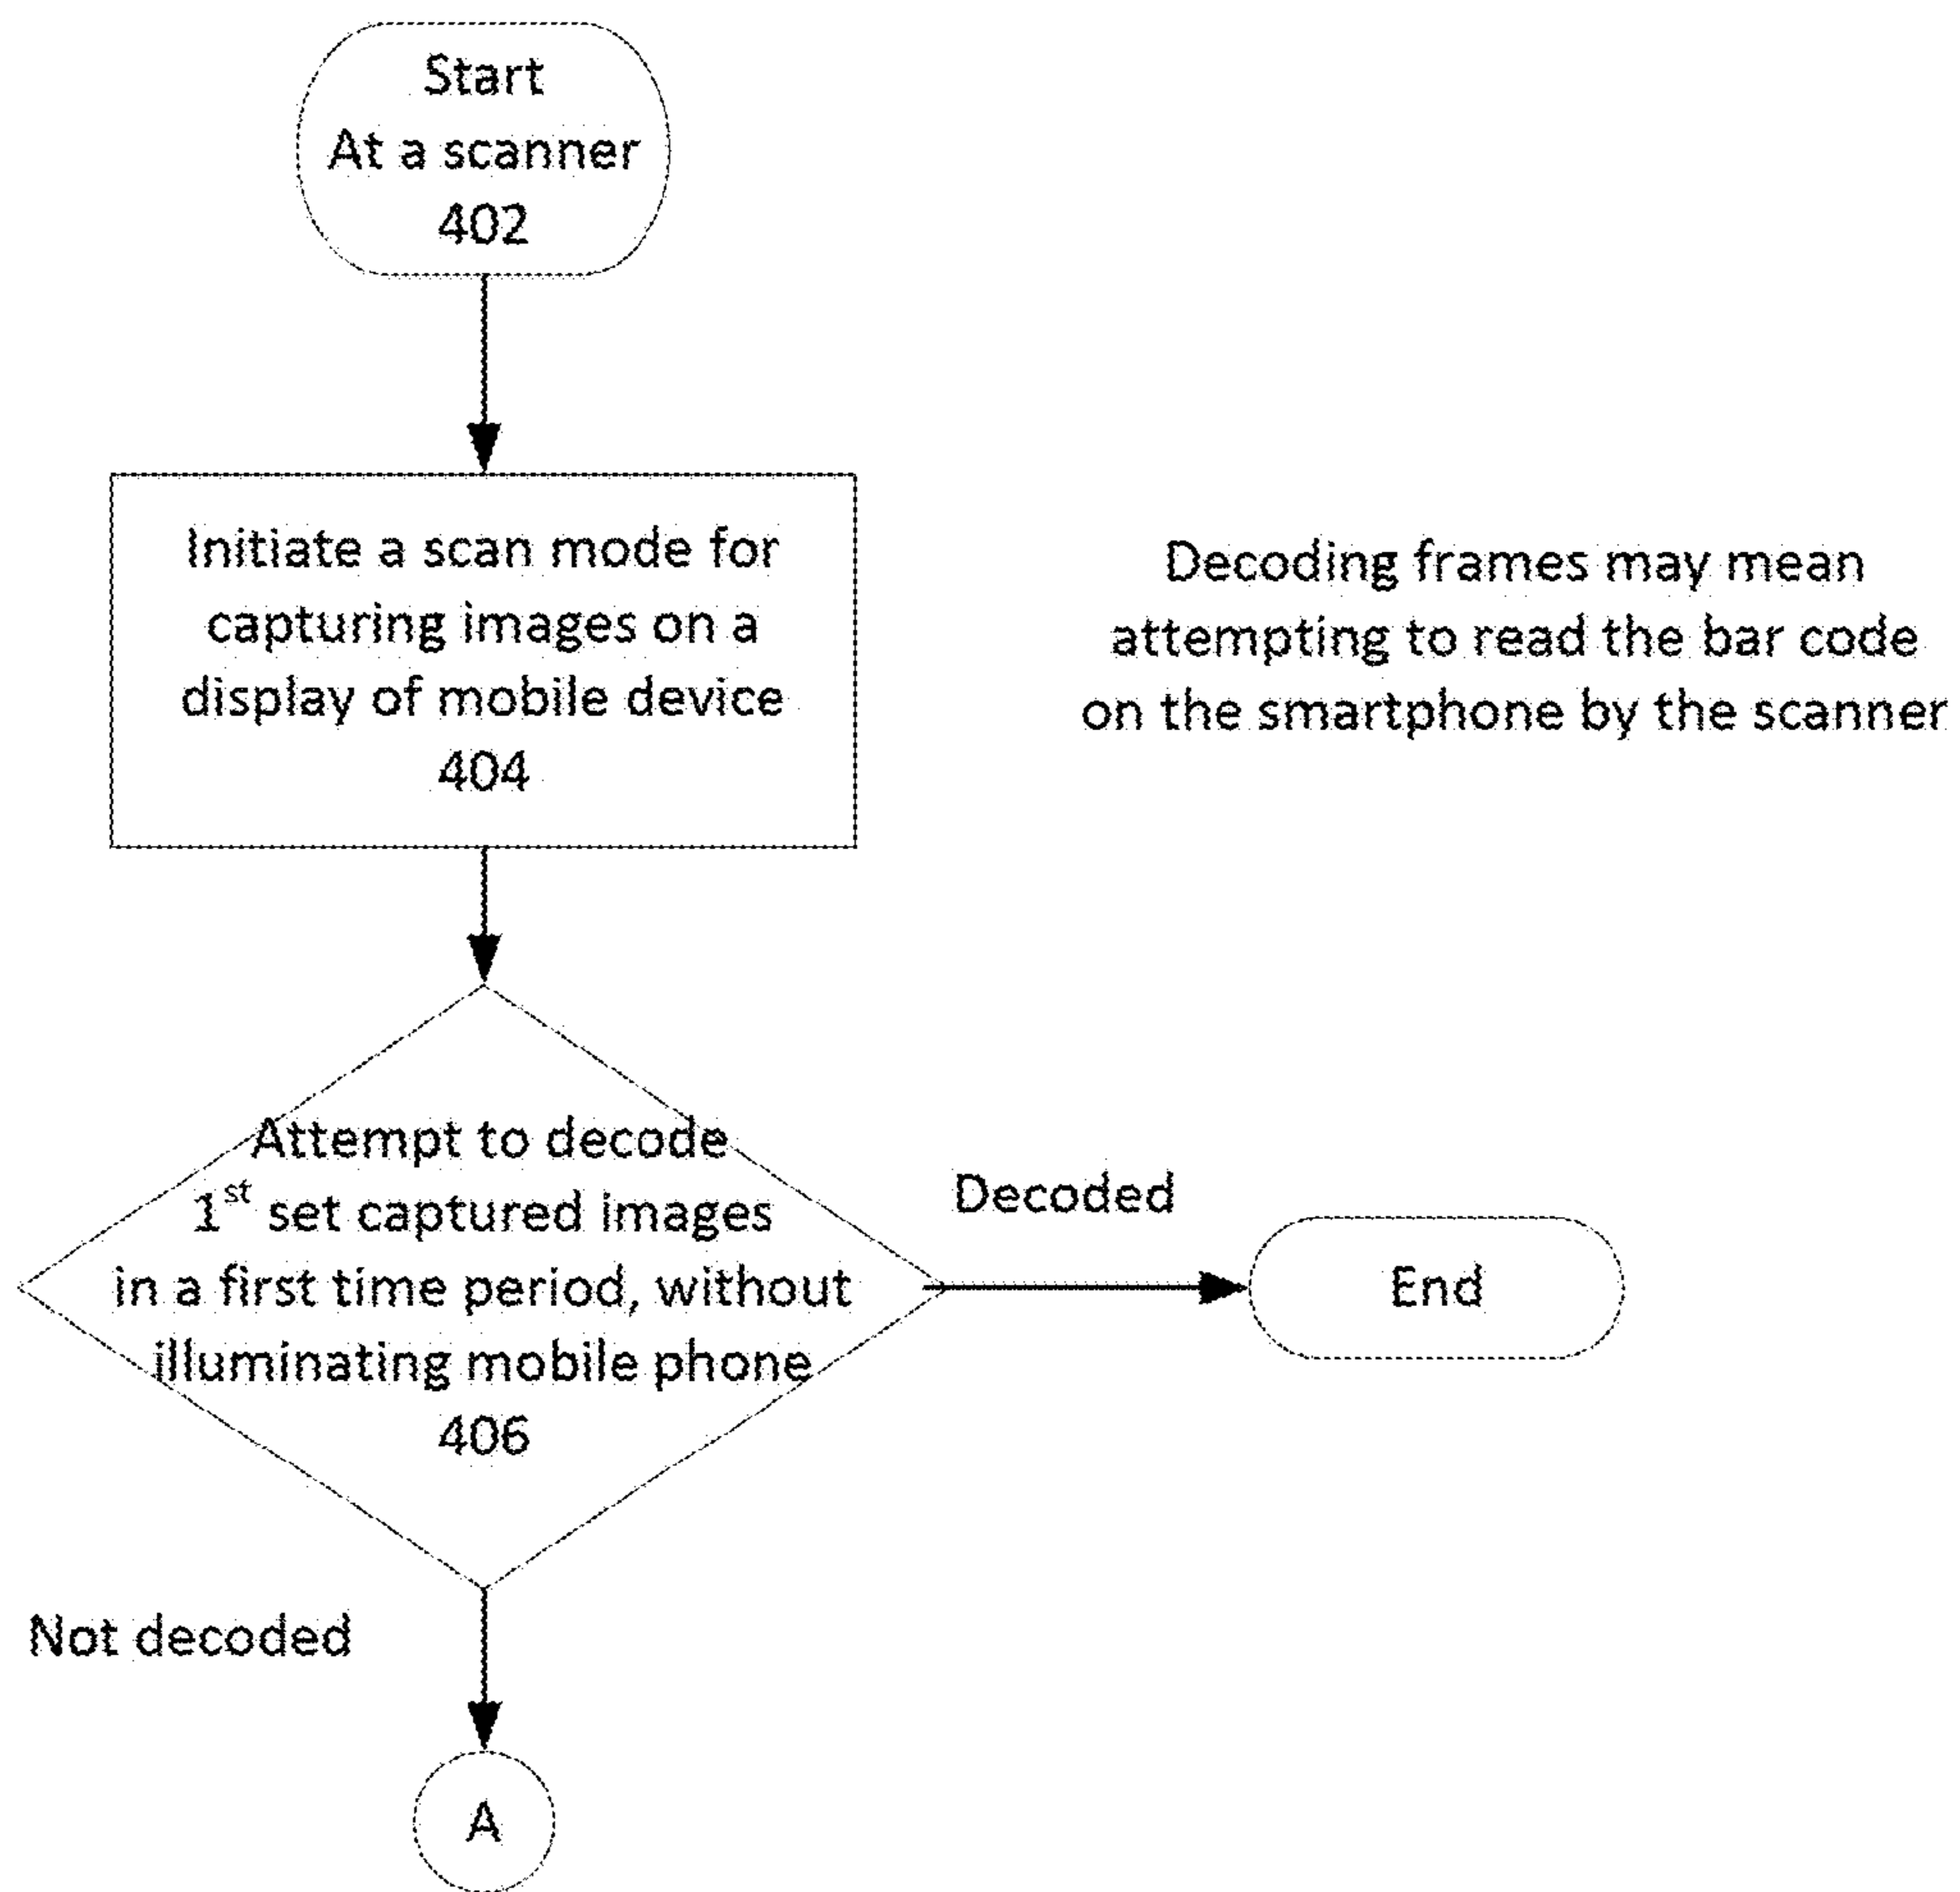 Start
At a scanner
402
Initiate a scan mode for
capturing images on a
display of mobile device
404
Decoding frames may mean
attempting to read the bar code
on the smartphone by the scanner
Attempt to decode
1st set captured images
in a first time period, without
illuminating mobile phone
406
Decoded
End
Not decoded
A